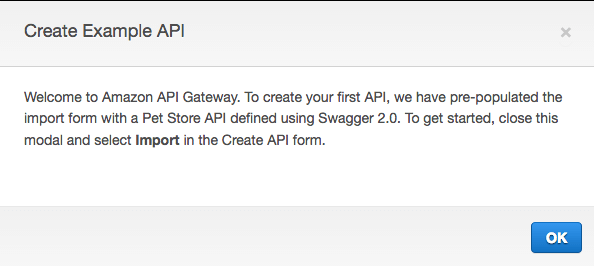 Create Example API
×
Welcome to Amazon API Gateway. To create your first API, we have pre-populated the
import form with a Pet Store API defined using Swagger 2.0. To get started, close this
modal and select Import in the Create API form.
OK